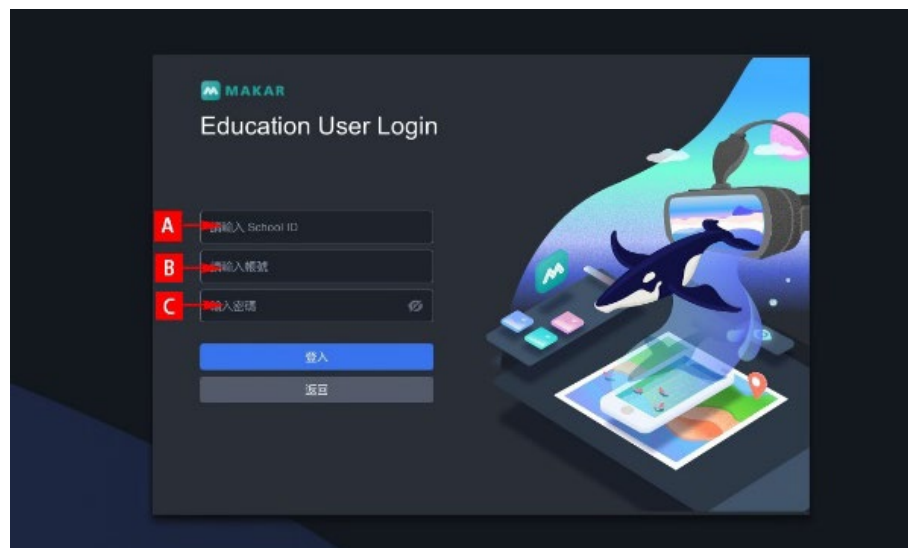 MAKAR
Education User Login
A
請輸入 School ID
B
請輸入帳號
C
輸入密碼
登入
返回